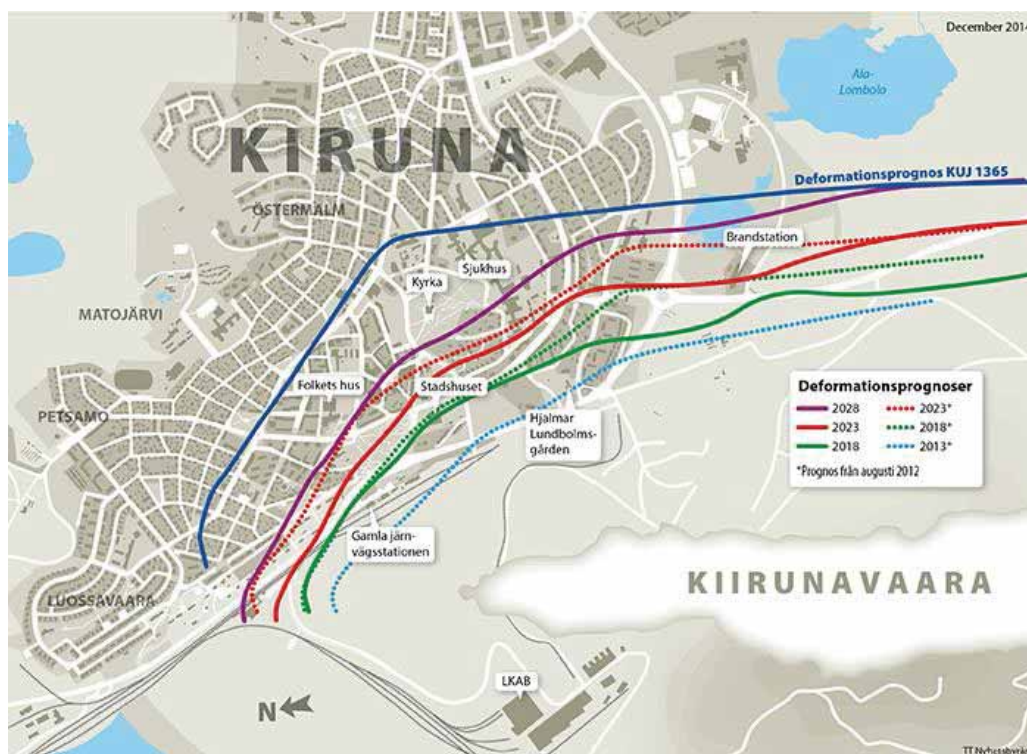 December 2014
Ala-
Lombolo
KIRUNA
Deformationsprognos KUJ 1365
ÖSTERMALM
Brandstation
Sjukhus
Kyrka
MATOJÄRVI
Folkets hus
Stadshuset
PETSAMO
Hjalmar
Lundbolms-
gården
Deformationsprognoser
2028
2023*
2023
2018*
2018
2013*
*Prognos från augusti 2012
Gamla järn-
vägsstationen
KIIRUNAVAARA
LUOSSAVAARA
LKAB
N